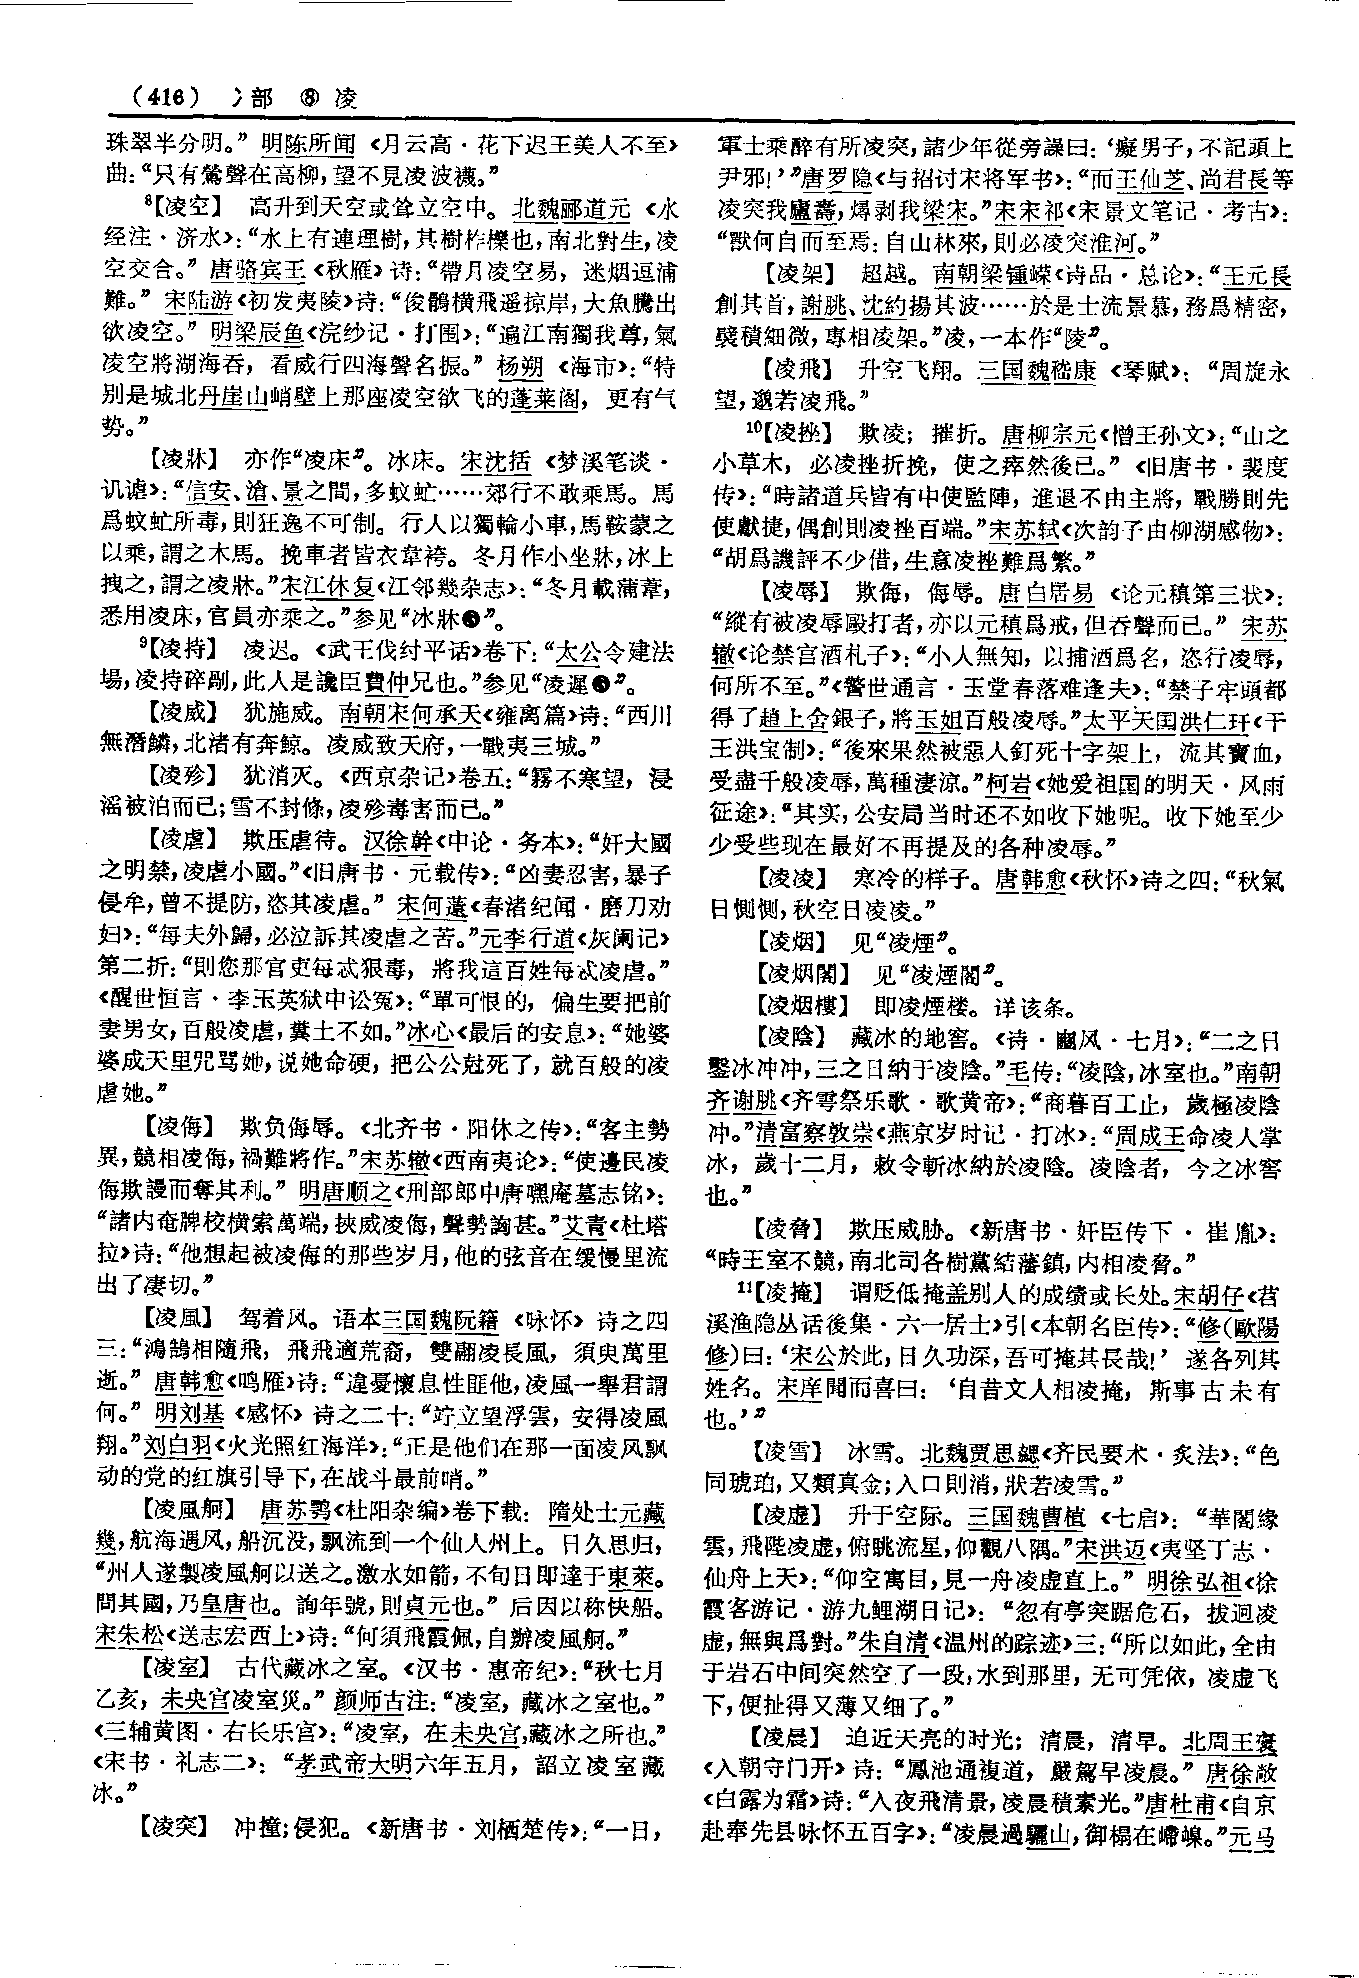 (416) 冫部 ⑧ 凌
珠翠半分明。”明陈所闻《月云高·花下迟王美人不至》
曲：“只有鶯聲在高柳，望不見凌波襪。”
⁸【凌空】 高升到天空或耸立空中。北魏郦道元《水
经注·济水》：“水上有連理樹，其樹柞櫟也，南北對生，凌
空交合。”唐骆宾王《秋雁》诗：“帶月凌空易，迷烟逗浦
難。”宋陆游《初发夷陵》诗：“俊鶻横飛遥掠岸，大魚騰出
欲凌空。”明梁辰鱼《浣纱记·打围》：“遍江南獨我尊，氣
凌空將湖海吞，看威行四海聲名振。”杨朔《海市》：“特
别是城北丹崖山峭壁上那座凌空欲飞的蓬莱阁，更有气
势。”
【凌牀】 亦作“凌床”。冰床。宋沈括《梦溪笔谈·
讥谑》：“信安、滄、景之間，多蚊虻……郊行不敢乘馬。馬
爲蚊虻所毒，則狂逸不可制。行人以獨輪小車，馬鞍蒙之
以乘，謂之木馬。挽車者皆衣韋袴。冬月作小坐牀，冰上
拽之，謂之凌牀。”宋江休复《江邻幾杂志》：“冬月載蒲葦，
悉用凌床，官員亦乘之。”参见“冰牀❸”。
⁹【凌持】 凌迟。《武王伐纣平话》卷下：“太公令建法
場，凌持碎剮，此人是讒臣費仲兄也。”参见“凌遲❸”。
【凌威】 犹施威。南朝宋何承天《雍离篇》诗：“西川
無潛鱗，北渚有奔鯨。凌威致天府，一戰夷三城。”
【凌殄】 犹消灭。《西京杂记》卷五：“霧不寒望，浸
滛被泊而已；雪不封條，凌殄毒害而已。”
【凌虐】 欺压虐待。汉徐幹《中论·务本》：“奸大國
之明禁，凌虐小國。”《旧唐书·元载传》：“凶妻忍害，暴子
侵牟，曾不提防，恣其凌虐。”宋何薳《春渚纪闻·磨刀劝
妇》：“每夫外歸，必泣訴其凌虐之苦。”元李行道《灰阑记》
第二折：“則您那官吏每忒狠毒，將我這百姓每忒凌虐。”
《醒世恒言·李玉英狱中讼冤》：“單可恨的，偏生要把前
妻男女，百般凌虐，糞土不如。”冰心《最后的安息》：“她婆
婆成天里咒骂她，说她命硬，把公公尅死了，就百般的凌
虐她。”
【凌侮】 欺负侮辱。《北齐书·阳休之传》：“客主勢
異，競相凌侮，禍難將作。”宋苏辙《西南夷论》：“使邊民凌
侮欺謾而奪其利。”明唐顺之《刑部郎中唐嘿庵墓志铭》：
“諸内奄牌校横索萬端，挾威凌侮，聲勢訩甚。”艾青《杜塔
拉》诗：“他想起被凌侮的那些岁月，他的弦音在缓慢里流
出了凄切。”
【凌風】 驾着风。语本三国魏阮籍《咏怀》诗之四
三：“鴻鵠相隨飛，飛飛適荒裔，雙翮凌長風，須臾萬里
逝。”唐韩愈《鸣雁》诗：“違憂懷息性匪他，凌風一舉君謂
何。”明刘基《感怀》诗之二十：“竚立望浮雲，安得凌風
翔。”刘白羽《火光照红海洋》：“正是他们在那一面凌风飘
动的党的红旗引导下，在战斗最前哨。”
【凌風舸】 唐苏鹗《杜阳杂编》卷下载：隋处士元藏
幾，航海遇风，船沉没，飘流到一个仙人州上。日久思归，
“州人遂製凌風舸以送之。激水如箭，不旬日即達于東萊。
問其國，乃皇唐也。詢年號，則貞元也。”后因以称快船。
宋朱松《送志宏西上》诗：“何須飛霞佩，自辦凌風舸。”
【凌室】 古代藏冰之室。《汉书·惠帝纪》：“秋七月
乙亥，未央宫凌室災。”颜师古注：“凌室，藏冰之室也。”
《三辅黄图·右长乐宫》：“凌室，在未央宫，藏冰之所也。”
《宋书·礼志二》：“孝武帝大明六年五月，詔立凌室藏
冰。”
【凌突】 冲撞；侵犯。《新唐书·刘栖楚传》：“一日，
軍士乘醉有所凌突，諸少年從旁譟曰：‘癡男子，不記頭上
尹邪！’”唐罗隐《与招讨宋将军书》：“而王仙芝、尚君長等
凌突我廬壽，燖剥我梁宋。”宋宋祁《宋景文笔记·考古》：
“獸何自而至焉：自山林來，則必凌突淮河。”
【凌架】 超越。南朝梁锺嵘《诗品·总论》：“王元長
創其首，謝朓、沈約揚其波……於是士流景慕，務爲精密，
襞積細微，專相凌架。”凌，一本作“陵”。
【凌飛】 升空飞翔。三国魏嵇康《琴赋》：“周旋永
望，邈若凌飛。”
¹⁰【凌挫】 欺凌；摧折。唐柳宗元《憎王孙文》：“山之
小草木，必凌挫折挽，使之瘁然後已。”《旧唐书·裴度
传》：“時諸道兵皆有中使監陣，進退不由主將，戰勝則先
使獻捷，偶創則凌挫百端。”宋苏轼《次韵子由柳湖感物》：
“胡爲譏評不少借，生意凌挫難爲繁。”
【凌辱】 欺侮，侮辱。唐白居易《论元稹第三状》：
“縱有被凌辱毆打者，亦以元稹爲戒，但吞聲而已。”宋苏
辙《论禁宫酒札子》：“小人無知，以捕酒爲名，恣行凌辱，
何所不至。”《警世通言·玉堂春落难逢夫》：“禁子牢頭都
得了趙上舍銀子，將玉姐百般凌辱。”太平天国洪仁玕《干
王洪宝制》：“後來果然被惡人釘死十字架上，流其寶血，
受盡千般凌辱，萬種淒涼。”柯岩《她爱祖国的明天·风雨
征途》：“其实，公安局当时还不如收下她呢。收下她至少
少受些现在最好不再提及的各种凌辱。”
【凌凌】 寒冷的样子。唐韩愈《秋怀》诗之四：“秋氣
日惻惻，秋空日凌凌。”
【凌烟】 见“凌煙”。
【凌烟閣】 见“凌煙閣”。
【凌烟樓】 即凌煙楼。详该条。
【凌陰】 藏冰的地窖。《诗·豳风·七月》：“二之日
鑿冰冲冲，三之日納于凌陰。”毛传：“凌陰，冰室也。”南朝
齐谢朓《齐雩祭乐歌·歌黄帝》：“商暮百工止，歲極凌陰
冲。”清富察敦崇《燕京岁时记·打冰》：“周成王命凌人掌
冰，歲十二月，敕令斬冰納於凌陰。凌陰者，今之冰窖
也。”
【凌脅】 欺压威胁。《新唐书·奸臣传下·崔胤》：
“時王室不競，南北司各樹黨結藩鎮，内相凌脅。”
¹¹【凌掩】 谓贬低掩盖别人的成绩或长处。宋胡仔《苕
溪渔隐丛话後集·六一居士》引《本朝名臣传》：“修（歐陽
修）曰：‘宋公於此，日久功深，吾可掩其長哉！’遂各列其
姓名。宋庠聞而喜曰：‘自昔文人相凌掩，斯事古未有
也。’”
【凌雪】 冰雪。北魏贾思勰《齐民要术·炙法》：“色
同琥珀，又類真金；入口則消，狀若凌雪。”
【凌虚】 升于空际。三国魏曹植《七启》：“華閣緣
雲，飛陛凌虚，俯眺流星，仰觀八隅。”宋洪迈《夷坚丁志·
仙舟上天》：“仰空寓目，見一舟凌虚直上。”明徐弘祖《徐
霞客游记·游九鲤湖日记》：“忽有亭突踞危石，拔迥凌
虚，無與爲對。”朱自清《温州的踪迹》三：“所以如此，全由
于岩石中间突然空了一段，水到那里，无可凭依，凌虚飞
下，便扯得又薄又细了。”
【凌晨】 迫近天亮的时光；清晨，清早。北周王褒
《入朝守门开》诗：“鳳池通複道，嚴駕早凌晨。”唐徐敞
《白露为霜》诗：“入夜飛清景，凌晨積素光。”唐杜甫《自京
赴奉先县咏怀五百字》：“凌晨過驪山，御榻在嵽嵲。”元马